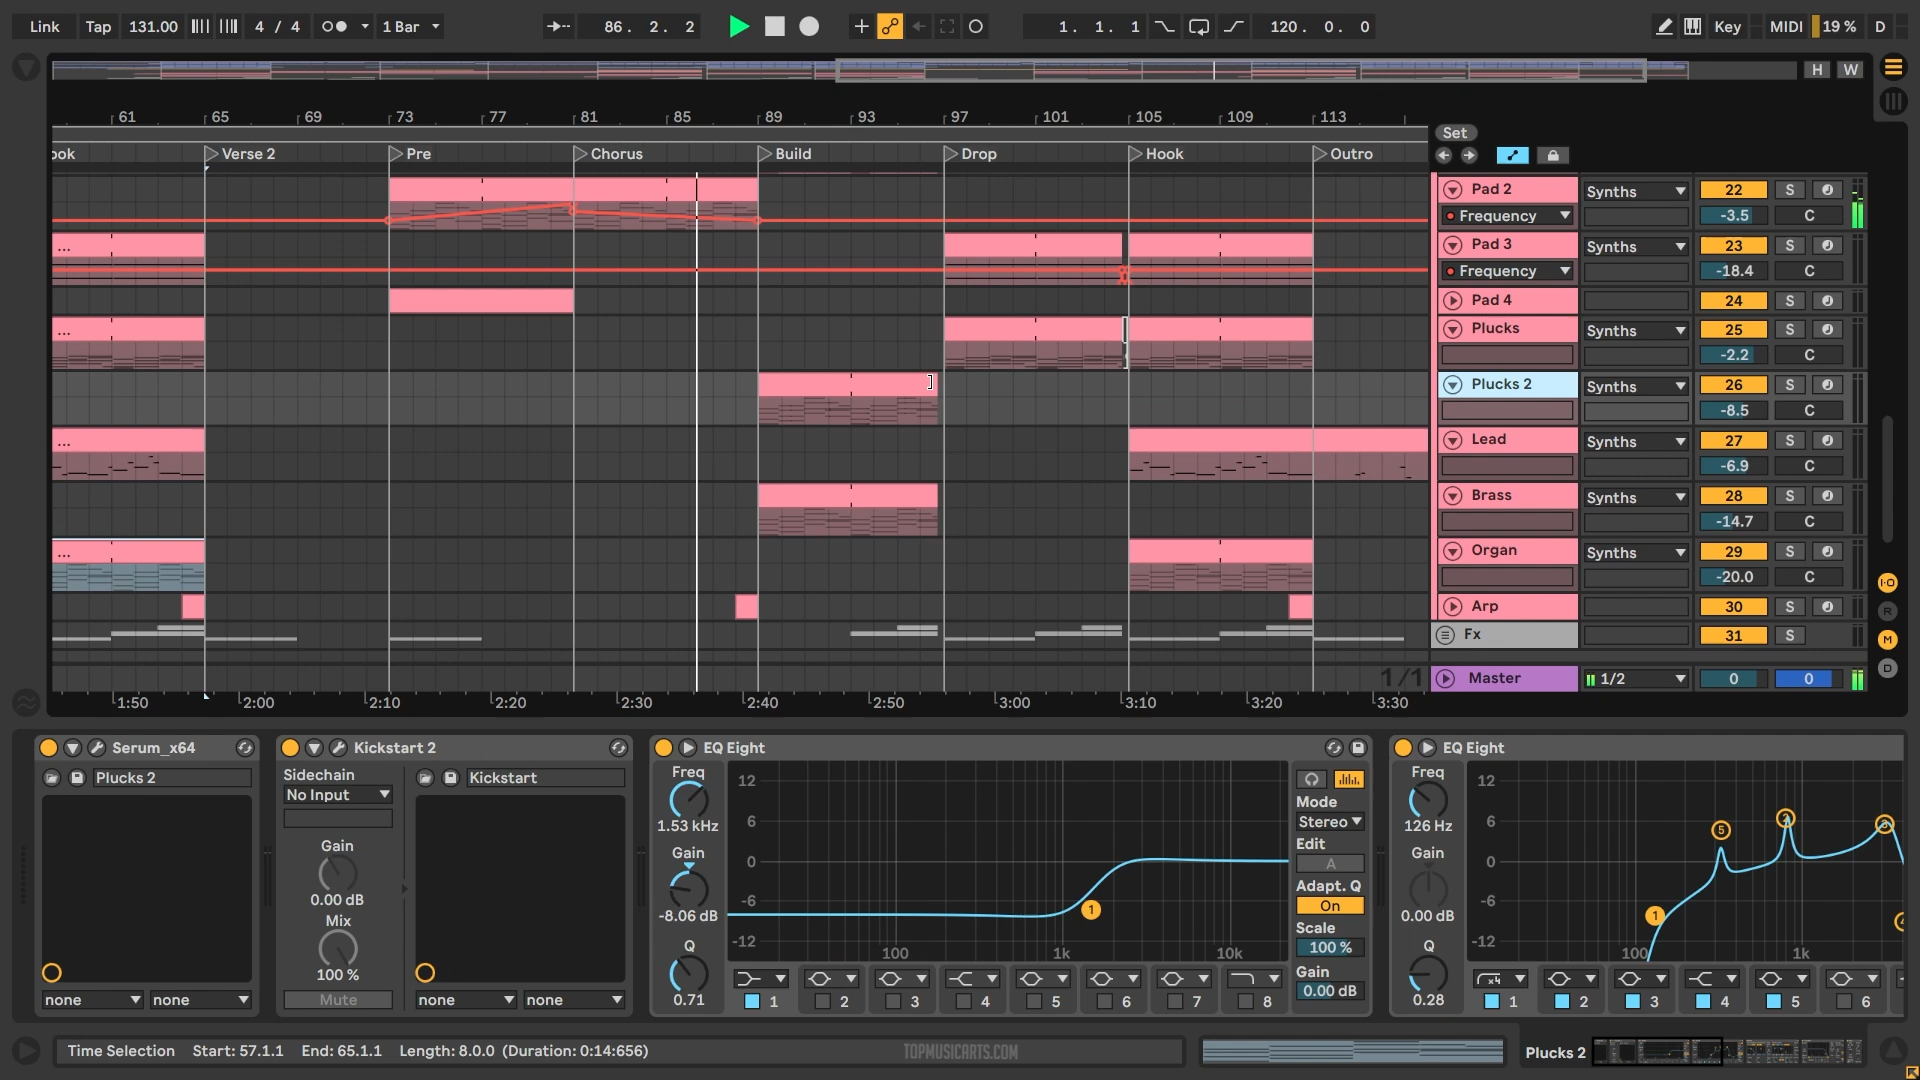 Link Tap 131.00 4 / 4 1 Bar 86. 2. 2 1. 1. 1 120. 0. 0 Key MIDI 19 % D
H W
61 65 69 73 77 81 85 89 93 97 101 105 109 113
Set
ook Verse 2 Pre Chorus Build Drop Hook Outro
Pad 2 Synths 22 S
Frequency -3.5 C
... Pad 3 Synths 23 S
Frequency -18.4 C
Pad 4 24 S
... Plucks Synths 25 S
-2.2 C
Plucks 2 Synths 26 S
-8.5 C
... Lead Synths 27 S
-6.9 C
Brass Synths 28 S
-14.7 C
... Organ Synths 29 S
-20.0 C
I·O
Arp 30 S
R
Fx 31 S
M
D
1/1 Master 1/2 0 0
1:50 2:00 2:10 2:20 2:30 2:40 2:50 3:00 3:10 3:20 3:30
Serum_x64 Kickstart 2 EQ Eight EQ Eight
Plucks 2 Sidechain Kickstart Freq 12 Freq 12
No Input Mode
1.53 kHz 6 Stereo 126 Hz 6 5 2 3
Gain Gain Edit Gain
0 A 0
Adapt. Q
0.00 dB -8.06 dB -6 1 On 0.00 dB -6 1 4
Mix Q -12 100 1k 10k Scale Q -12 100 1k
100 %
100 % Gain
none none Mute none none 0.71 1 2 3 4 5 6 7 8 0.00 dB 0.28 x4 1 2 3 4 5 6
Time Selection Start: 57.1.1 End: 65.1.1 Length: 8.0.0 (Duration: 0:14:656) TOPMUSICARTS.COM Plucks 2